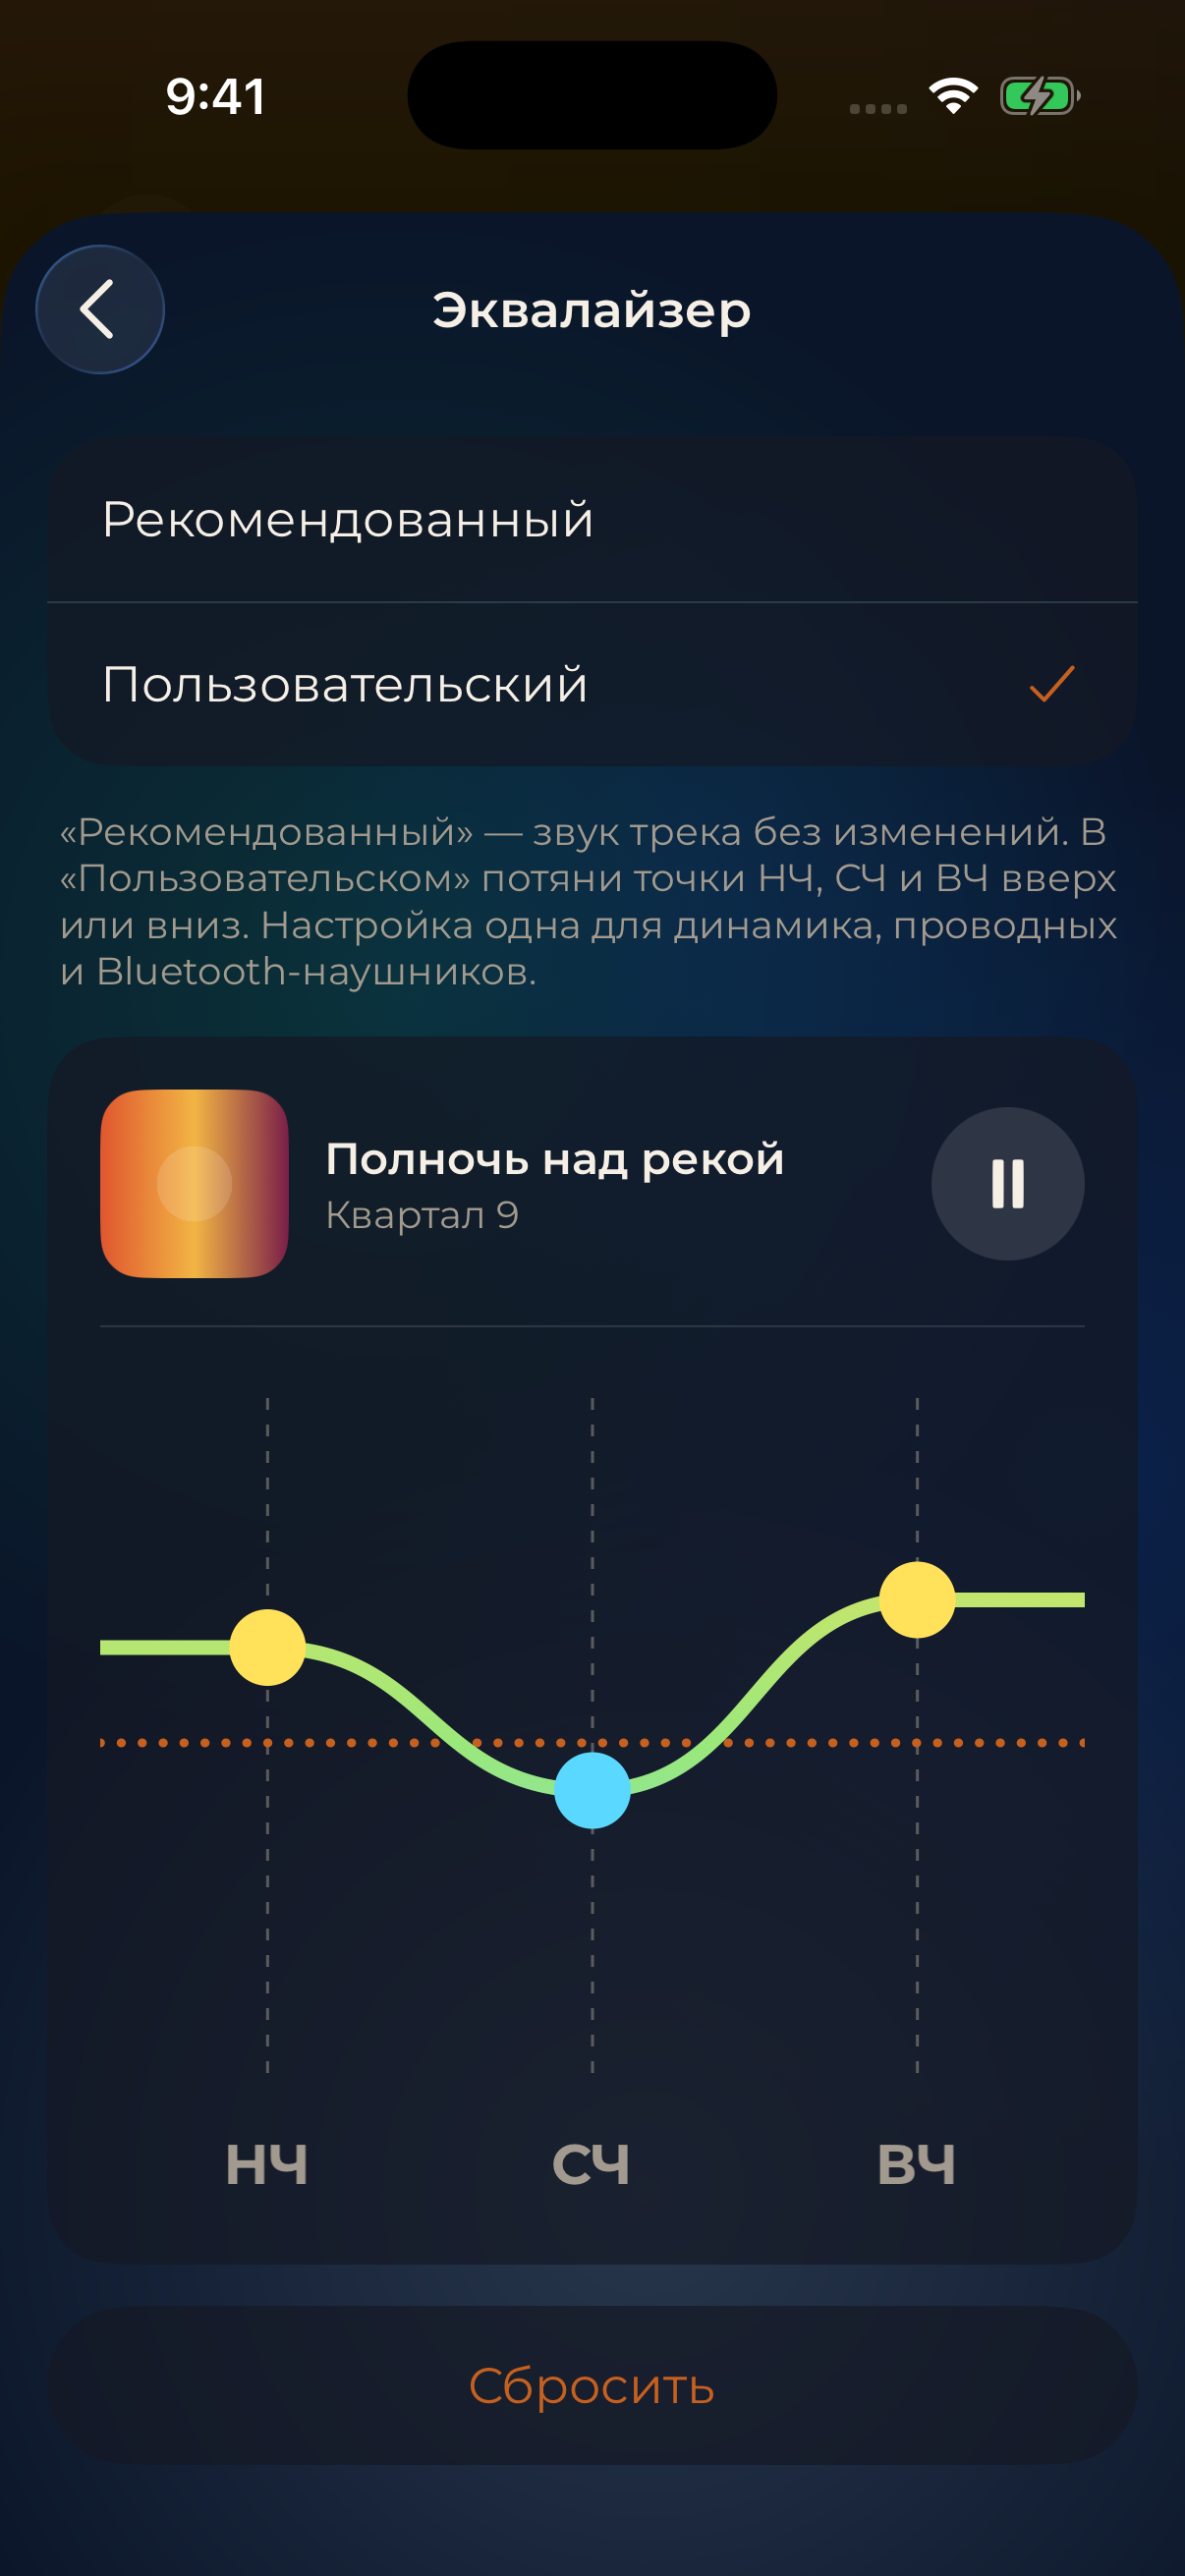 9:41
Эквалайзер
Рекомендованный
Пользовательский
«Рекомендованный» — звук трека без изменений. В
«Пользовательском» потяни точки НЧ, СЧ и ВЧ вверх
или вниз. Настройка одна для динамика, проводных
и Bluetooth-наушников.
Полночь над рекой
Квартал 9
НЧ СЧ ВЧ
Сбросить